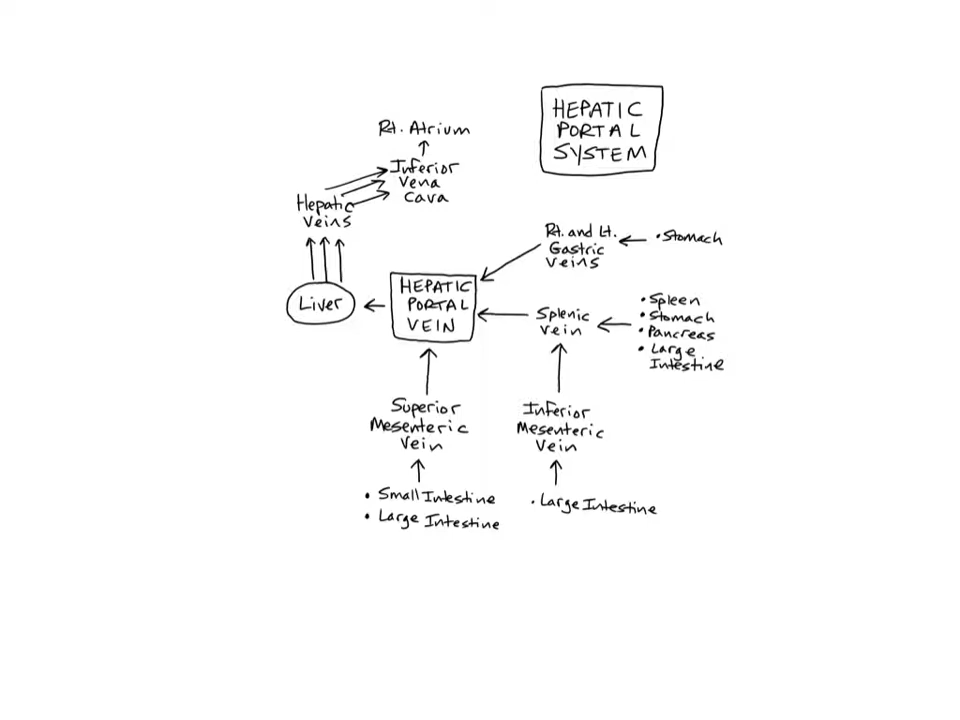 HEPATIC
PORTAL
SYSTEM
Rt. Atrium
Inferior
Vena
Cava
Hepatic
Veins
Rt. and Lt.
Gastric
Veins
• Stomach
HEPATIC
PORTAL
VEIN
Liver
Splenic
Vein
• Spleen
• Stomach
• Pancreas
• Large
Intestine
Superior
Mesenteric
Vein
Inferior
Mesenteric
Vein
• Small Intestine
• Large Intestine
• Large Intestine